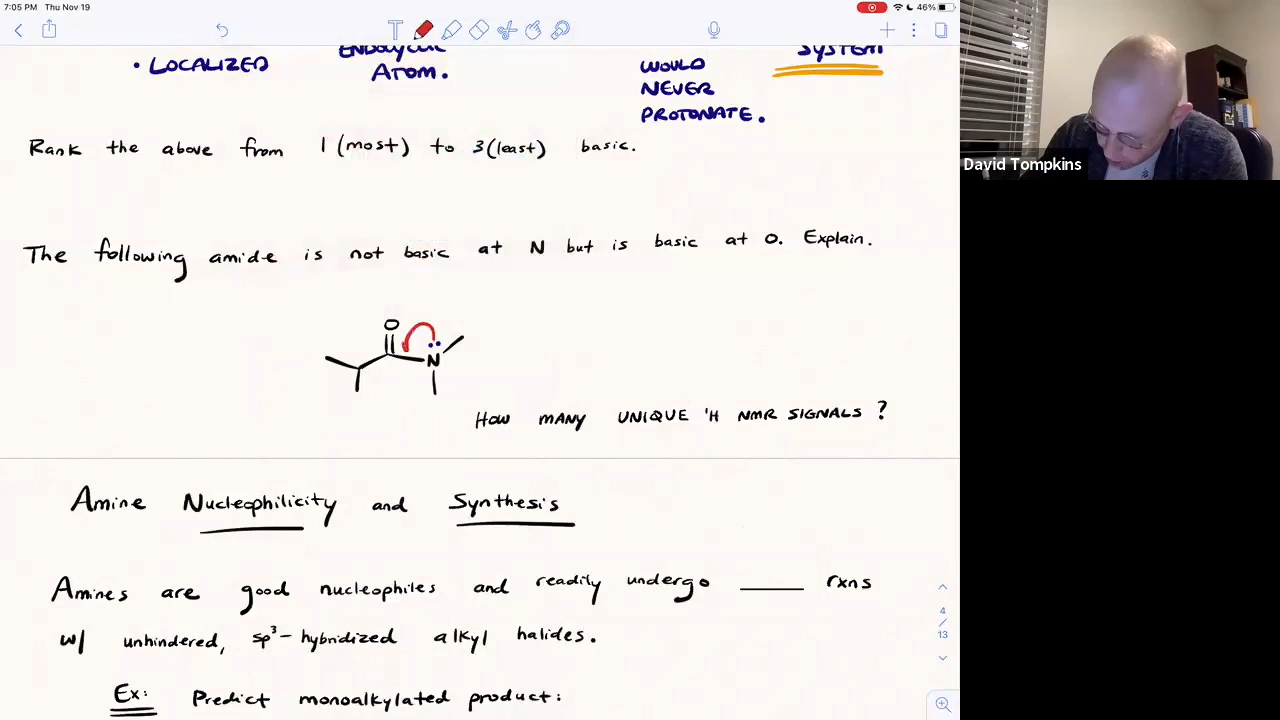 7:05 PM Thu Nov 19
46%
• LOCALIZED
ATOM.
WOULD
NEVER
PROTONATE.
SYSTEM
David Tompkins
Rank the above from 1 (most) to 3 (least) basic.
The following amide is not basic at N but is basic at O. Explain.
O
N
HOW MANY UNIQUE 'H NMR SIGNALS ?
Amine Nucleophilicity and Synthesis
Amines are good nucleophiles and readily undergo ____ rxns
w/ unhindered, sp³-hybridized alkyl halides.
Ex: Predict monoalkylated product:
4
/
13